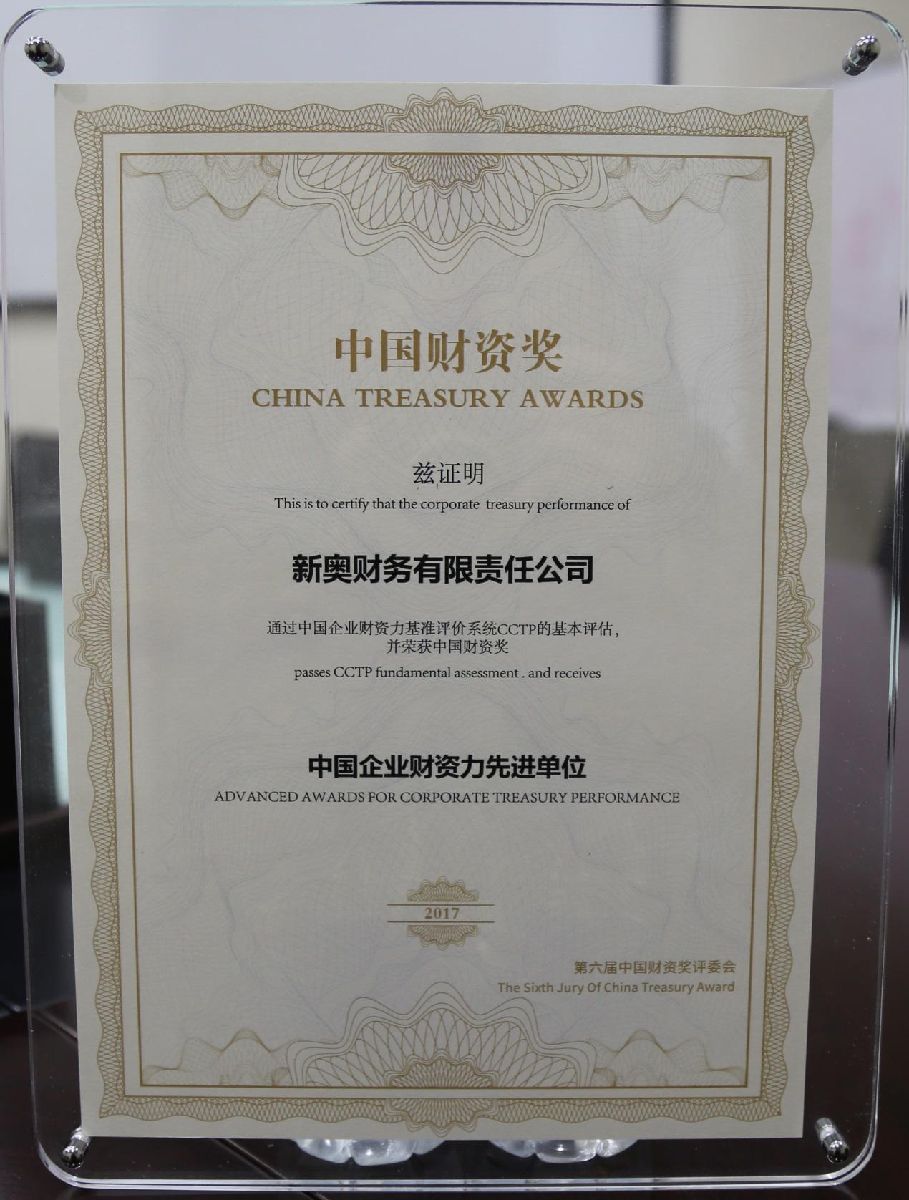 中国财资奖
CHINA TREASURY AWARDS
兹证明
This is to certify that the corporate treasury performance of
新奥财务有限责任公司
通过中国企业财资力基准评价系统CCTP的基本评估，
并荣获中国财资奖
passes CCTP fundamental assessment . and receives
中国企业财资力先进单位
ADVANCED AWARDS FOR CORPORATE TREASURY PERFORMANCE
2017
第六届中国财资奖评委会
The Sixth Jury Of China Treasury Award